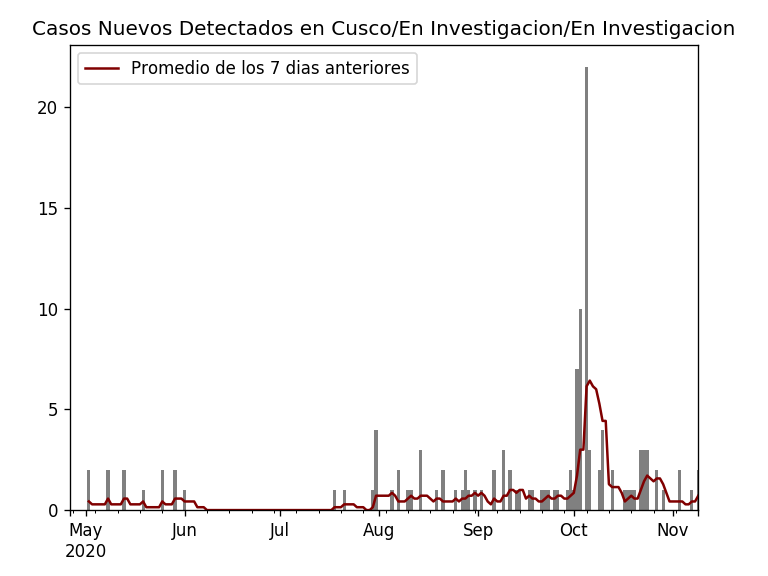 Casos Nuevos Detectados en Cusco/En Investigacion/En Investigacion
Promedio de los 7 dias anteriores
20
15
10
5
0
May Jun Jul Aug Sep Oct Nov
2020